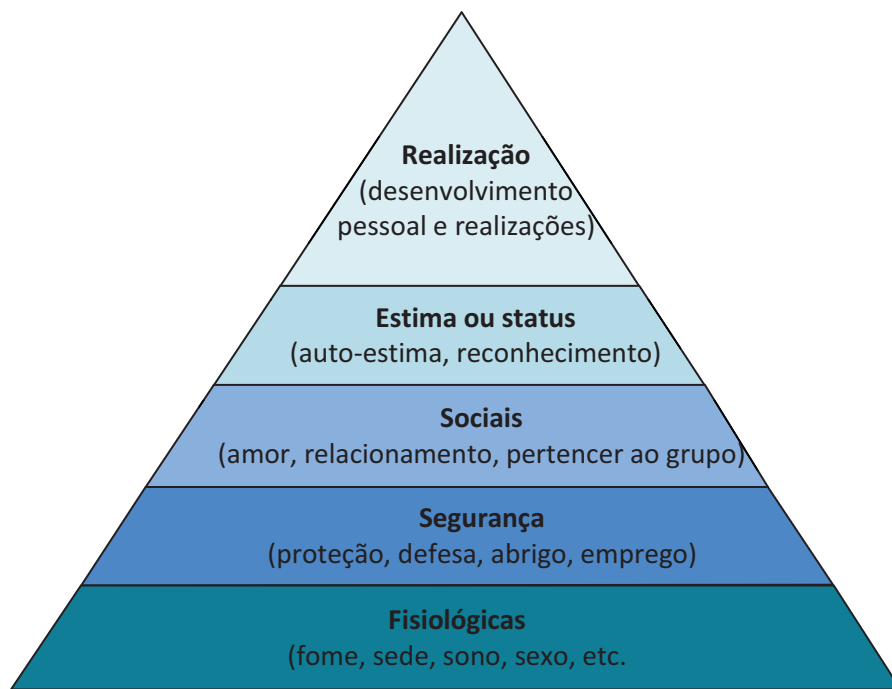 Realização
(desenvolvimento
pessoal e realizações)
Estima ou status
(auto-estima, reconhecimento)
Sociais
(amor, relacionamento, pertencer ao grupo)
Segurança
(proteção, defesa, abrigo, emprego)
Fisiológicas
(fome, sede, sono, sexo, etc.